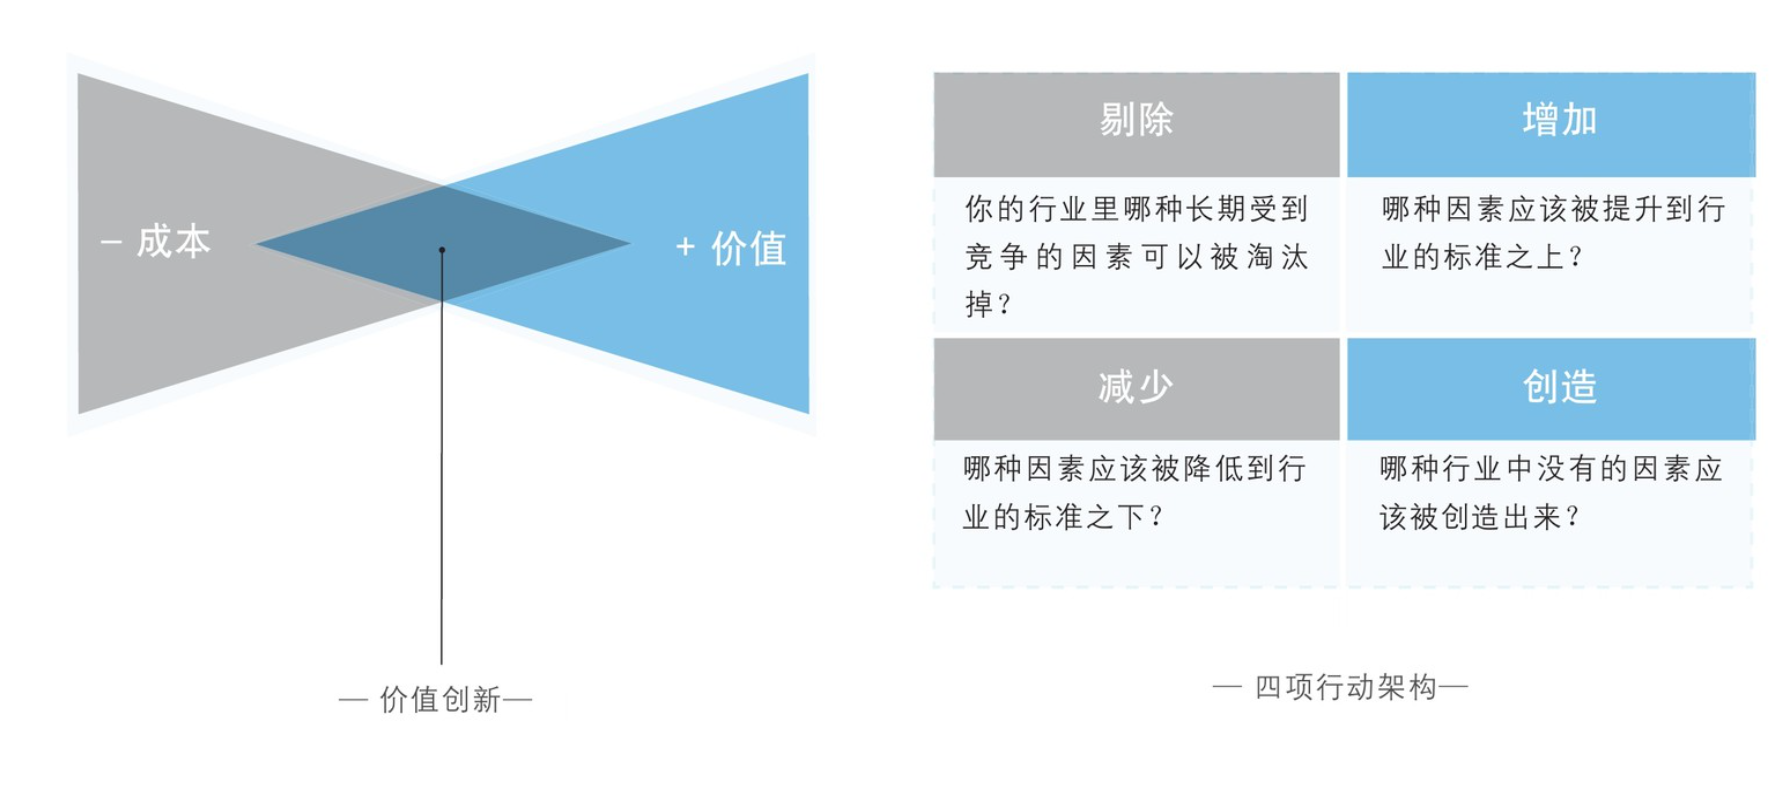 – 成本
+ 价值
— 价值创新—
剔除
你的行业里哪种长期受到
竞争的因素可以被淘汰
掉？
增加
哪种因素应该被提升到行
业的标准之上？
减少
哪种因素应该被降低到行
业的标准之下？
创造
哪种行业中没有的因素应
该被创造出来？
— 四项行动架构—